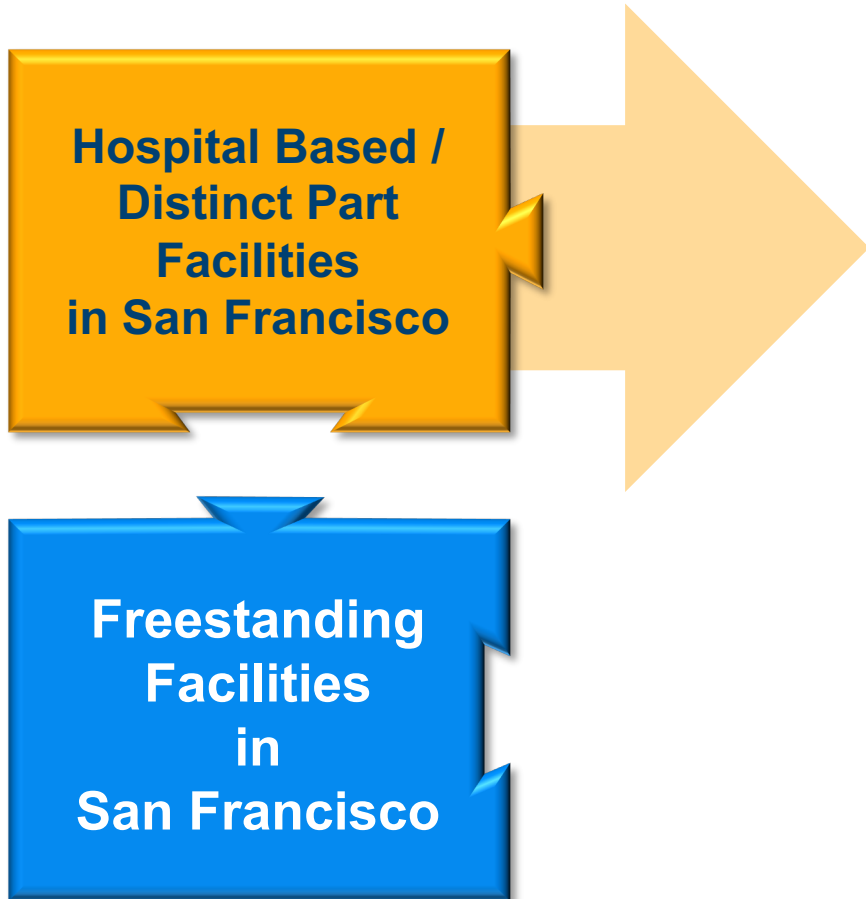 Hospital Based /
Distinct Part
Facilities
in San Francisco
Freestanding
Facilities
in
San Francisco